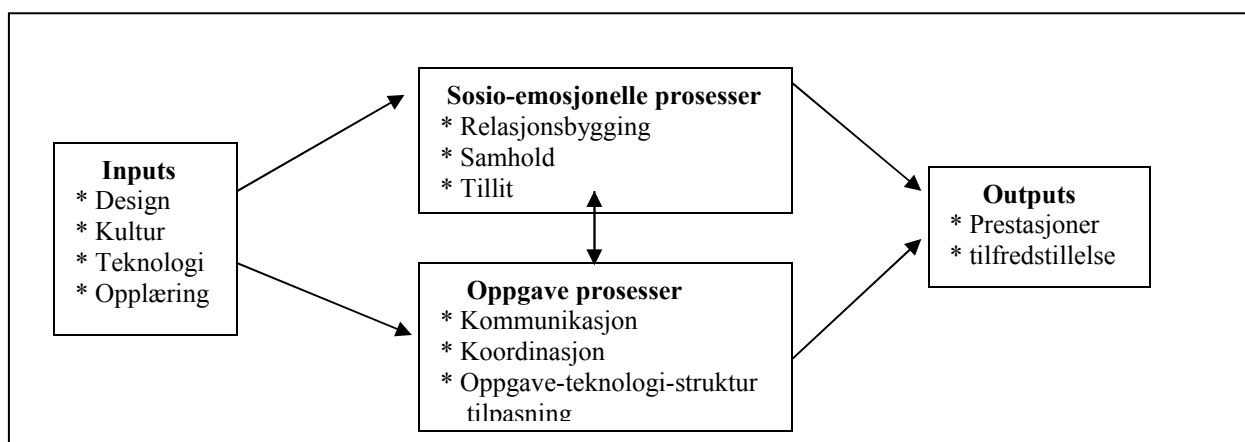 Inputs
* Design
* Kultur
* Teknologi
* Opplæring
Sosio-emosjonelle prosesser
* Relasjonsbygging
* Samhold
* Tillit
Oppgave prosesser
* Kommunikasjon
* Koordinasjon
* Oppgave-teknologi-struktur
tilpasning
Outputs
* Prestasjoner
* tilfredstillelse